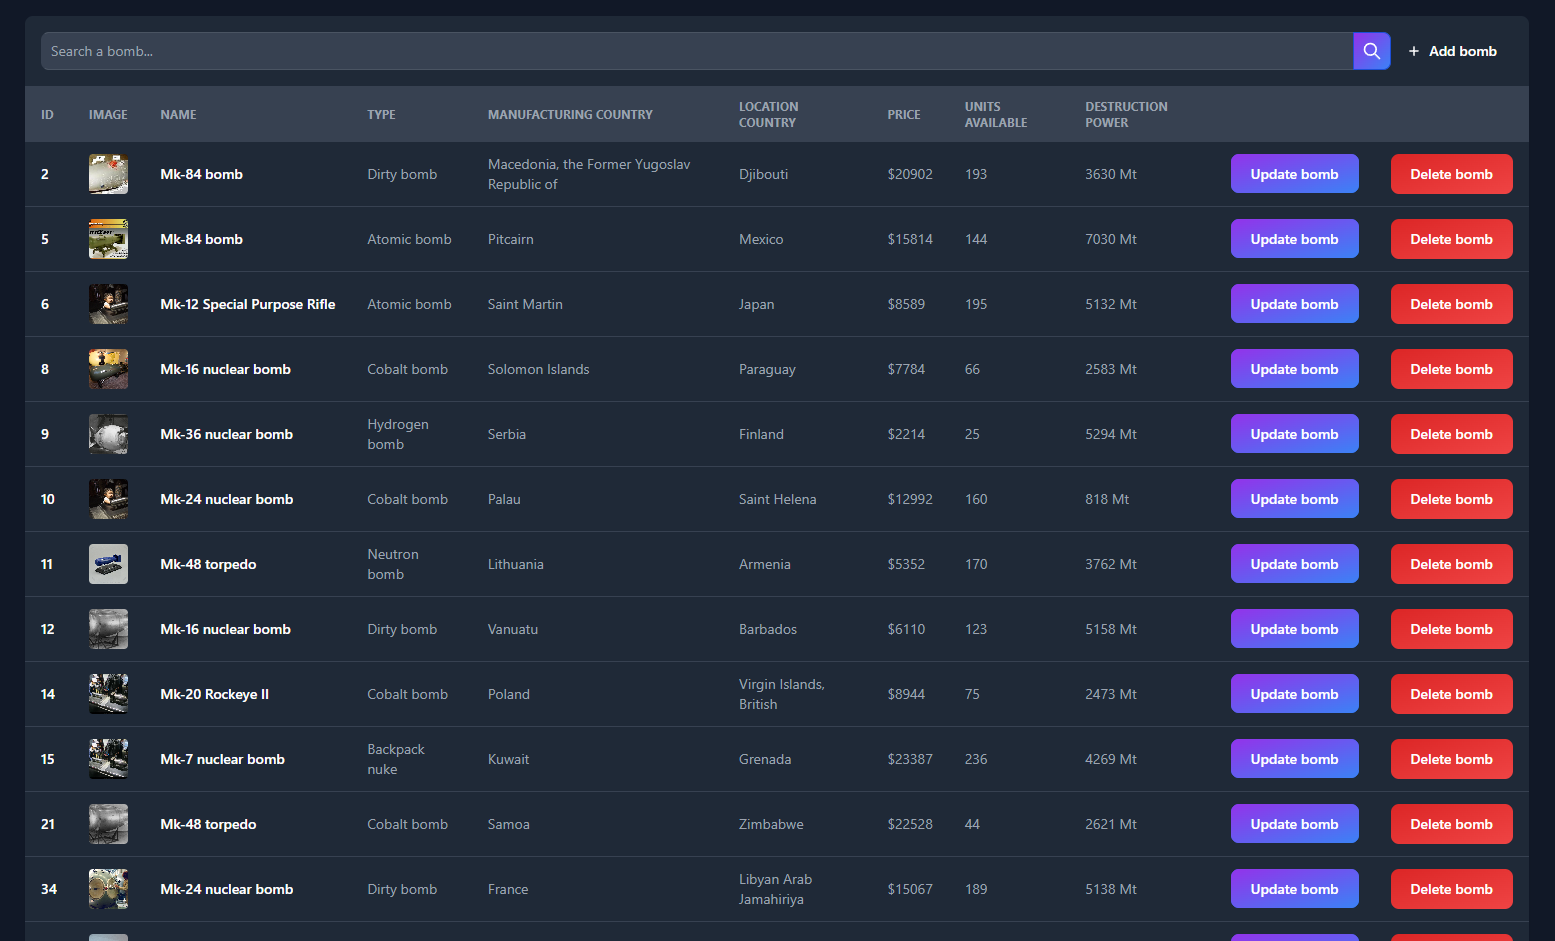 Search a bomb...
+ Add bomb
ID IMAGE NAME TYPE MANUFACTURING COUNTRY LOCATION COUNTRY PRICE UNITS AVAILABLE DESTRUCTION POWER
2 Mk-84 bomb Dirty bomb Macedonia, the Former Yugoslav Republic of Djibouti $20902 193 3630 Mt Update bomb Delete bomb
5 Mk-84 bomb Atomic bomb Pitcairn Mexico $15814 144 7030 Mt Update bomb Delete bomb
6 Mk-12 Special Purpose Rifle Atomic bomb Saint Martin Japan $8589 195 5132 Mt Update bomb Delete bomb
8 Mk-16 nuclear bomb Cobalt bomb Solomon Islands Paraguay $7784 66 2583 Mt Update bomb Delete bomb
9 Mk-36 nuclear bomb Hydrogen bomb Serbia Finland $2214 25 5294 Mt Update bomb Delete bomb
10 Mk-24 nuclear bomb Cobalt bomb Palau Saint Helena $12992 160 818 Mt Update bomb Delete bomb
11 Mk-48 torpedo Neutron bomb Lithuania Armenia $5352 170 3762 Mt Update bomb Delete bomb
12 Mk-16 nuclear bomb Dirty bomb Vanuatu Barbados $6110 123 5158 Mt Update bomb Delete bomb
14 Mk-20 Rockeye II Cobalt bomb Poland Virgin Islands, British $8944 75 2473 Mt Update bomb Delete bomb
15 Mk-7 nuclear bomb Backpack nuke Kuwait Grenada $23387 236 4269 Mt Update bomb Delete bomb
21 Mk-48 torpedo Cobalt bomb Samoa Zimbabwe $22528 44 2621 Mt Update bomb Delete bomb
34 Mk-24 nuclear bomb Dirty bomb France Libyan Arab Jamahiriya $15067 189 5138 Mt Update bomb Delete bomb